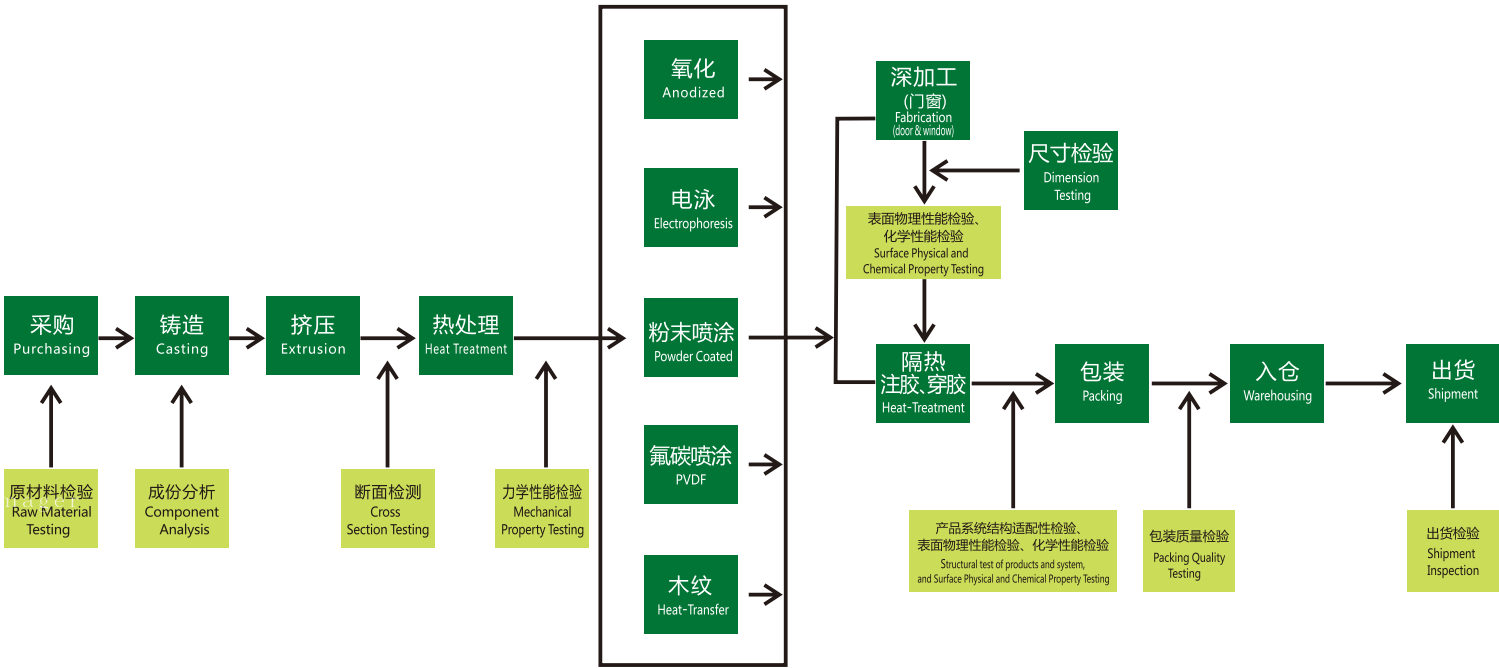 采购
Purchasing
原材料检验
Raw Material
Testing
铸造
Casting
成份分析
Component
Analysis
挤压
Extrusion
断面检测
Cross
Section Testing
热处理
Heat Treatment
力学性能检验
Mechanical
Property Testing
氧化
Anodized
电泳
Electrophoresis
粉末喷涂
Powder Coated
氟碳喷涂
PVDF
木纹
Heat-Transfer
深加工
(门窗)
Fabrication
(door & window)
尺寸检验
Dimension
Testing
表面物理性能检验、
化学性能检验
Surface Physical and
Chemical Property Testing
隔热
注胶、穿胶
Heat-Treatment
产品系统结构适配性检验、
表面物理性能检验、化学性能检验
Structural test of products and system,
and Surface Physical and Chemical Property Testing
包装
Packing
包装质量检验
Packing Quality
Testing
入仓
Warehousing
出货
Shipment
出货检验
Shipment
Inspection